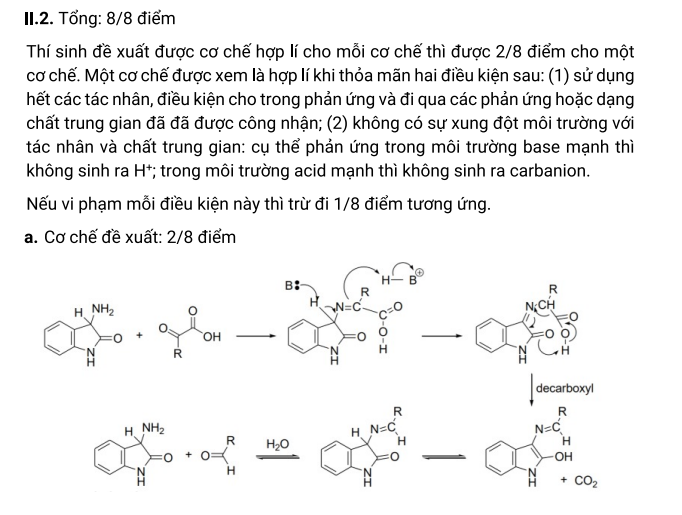 II.2. Tổng: 8/8 điểm
Thí sinh đề xuất được cơ chế hợp lí cho mỗi cơ chế thì được 2/8 điểm cho một
cơ chế. Một cơ chế được xem là hợp lí khi thỏa mãn hai điều kiện sau: (1) sử dụng
hết các tác nhân, điều kiện cho trong phản ứng và đi qua các phản ứng hoặc dạng
chất trung gian đã đã được công nhận; (2) không có sự xung đột môi trường với
tác nhân và chất trung gian: cụ thể phản ứng trong môi trường base mạnh thì
không sinh ra H⁺; trong môi trường acid mạnh thì không sinh ra carbanion.
Nếu vi phạm mỗi điều kiện này thì trừ đi 1/8 điểm tương ứng.
a. Cơ chế đề xuất: 2/8 điểm
H NH₂ O N H + O O OH R
B: H N=C R C O O H O N H H B⊕
R N CH O O O H N H
decarboxyl
H NH₂ O N H + O R H H₂O
H N=C R H O N H
R N=C H OH N H + CO₂